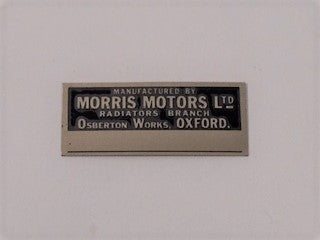 MANUFACTURED BY
MORRIS MOTORS LTD
RADIATORS BRANCH
OSBERTON WORKS, OXFORD.